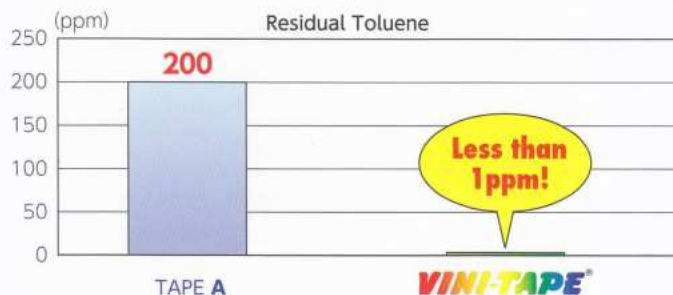 (ppm)
Residual Toluene
250
200
200
150
Less than
1ppm!
100
50
0
TAPE A
VINI-TAPE®